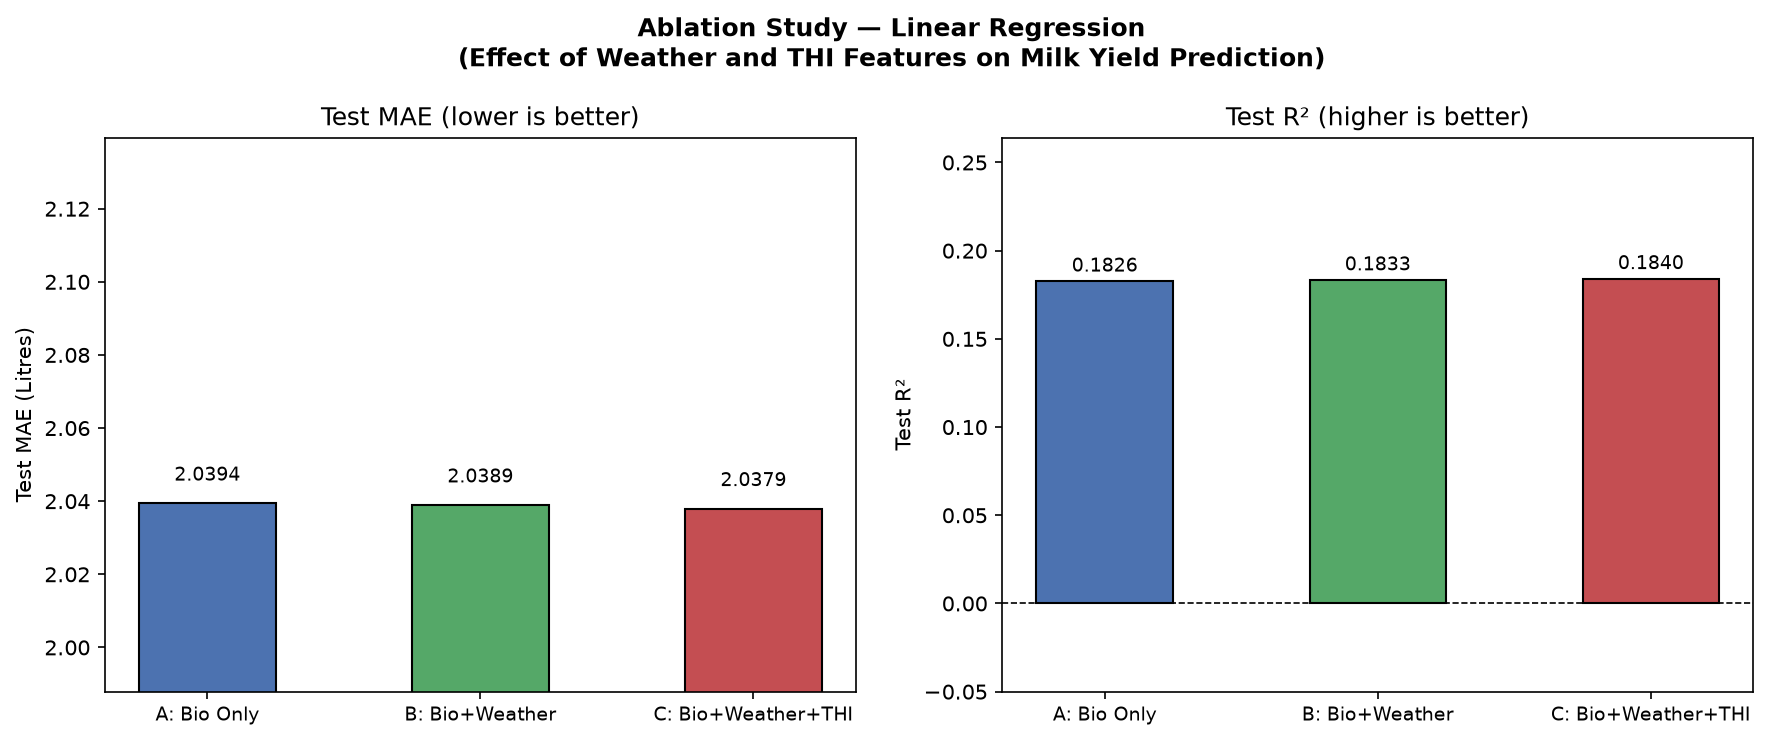 Ablation Study — Linear Regression
(Effect of Weather and THI Features on Milk Yield Prediction)
Test MAE (lower is better)
Test MAE (Litres)
2.12
2.10
2.08
2.06
2.04
2.02
2.00
2.0394
2.0389
2.0379
A: Bio Only
B: Bio+Weather
C: Bio+Weather+THI
Test R² (higher is better)
Test R²
0.25
0.20
0.15
0.10
0.05
0.00
−0.05
0.1826
0.1833
0.1840
A: Bio Only
B: Bio+Weather
C: Bio+Weather+THI